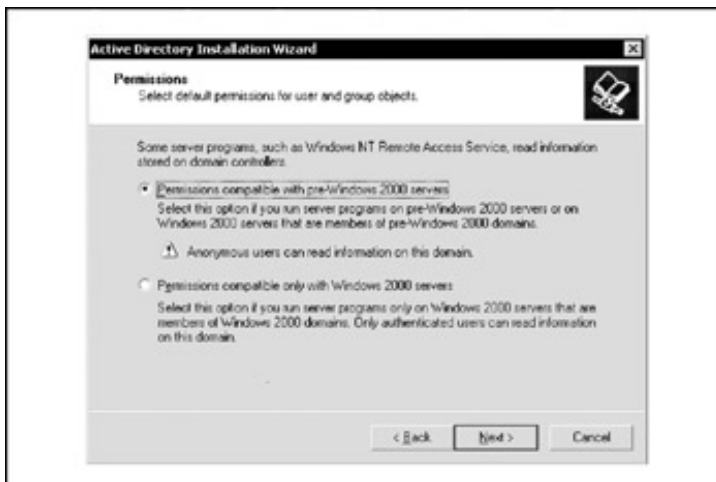 Active Directory Installation Wizard
Permissions
Select default permissions for user and group objects.
Some server programs, such as Windows NT Remote Access Service, read information
stored on domain controllers.
Permissions compatible with pre-Windows 2000 servers
Select this option if you run server programs on pre-Windows 2000 servers or on
Windows 2000 servers that are members of pre-Windows 2000 domains.
Anonymous users can read information on this domain.
Permissions compatible only with Windows 2000 servers
Select this option if you run server programs only on Windows 2000 servers that are
members of Windows 2000 domains. Only authenticated users can read information
on this domain.
< Back Next > Cancel